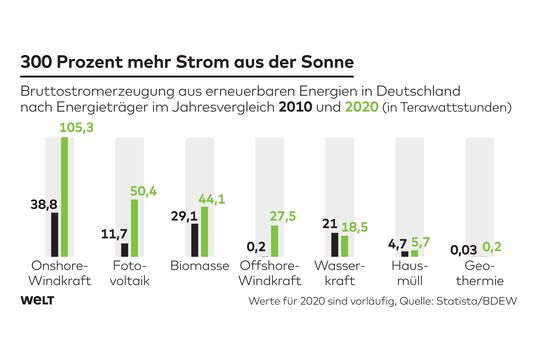 300 Prozent mehr Strom aus der Sonne
Bruttostromerzeugung aus erneuerbaren Energien in Deutschland
nach Energieträger im Jahresvergleich 2010 und 2020 (in Terawattstunden)
38,8 105,3
11,7 50,4
29,1 44,1
0,2 27,5
21 18,5
4,7 5,7
0,03 0,2
Onshore-
Windkraft
Foto-
voltaik
Biomasse
Offshore-
Windkraft
Wasser-
kraft
Haus-
müll
Geo-
thermie
WELT
Werte für 2020 sind vorläufig, Quelle: Statista/BDEW